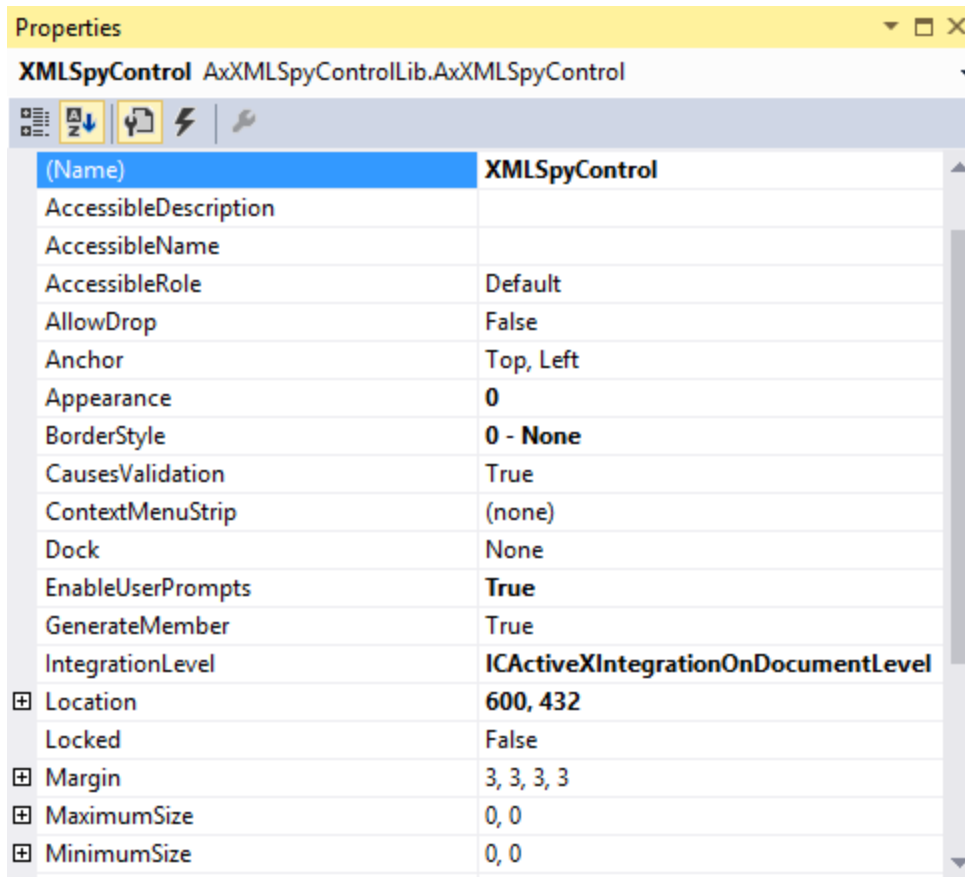 Properties
XMLSpyControl AxXMLSpyControlLib.AxXMLSpyControl
(Name) XMLSpyControl
AccessibleDescription
AccessibleName
AccessibleRole Default
AllowDrop False
Anchor Top, Left
Appearance 0
BorderStyle 0 - None
CausesValidation True
ContextMenuStrip (none)
Dock None
EnableUserPrompts True
GenerateMember True
IntegrationLevel ICActiveXIntegrationOnDocumentLevel
Location 600, 432
Locked False
Margin 3, 3, 3, 3
MaximumSize 0, 0
MinimumSize 0, 0